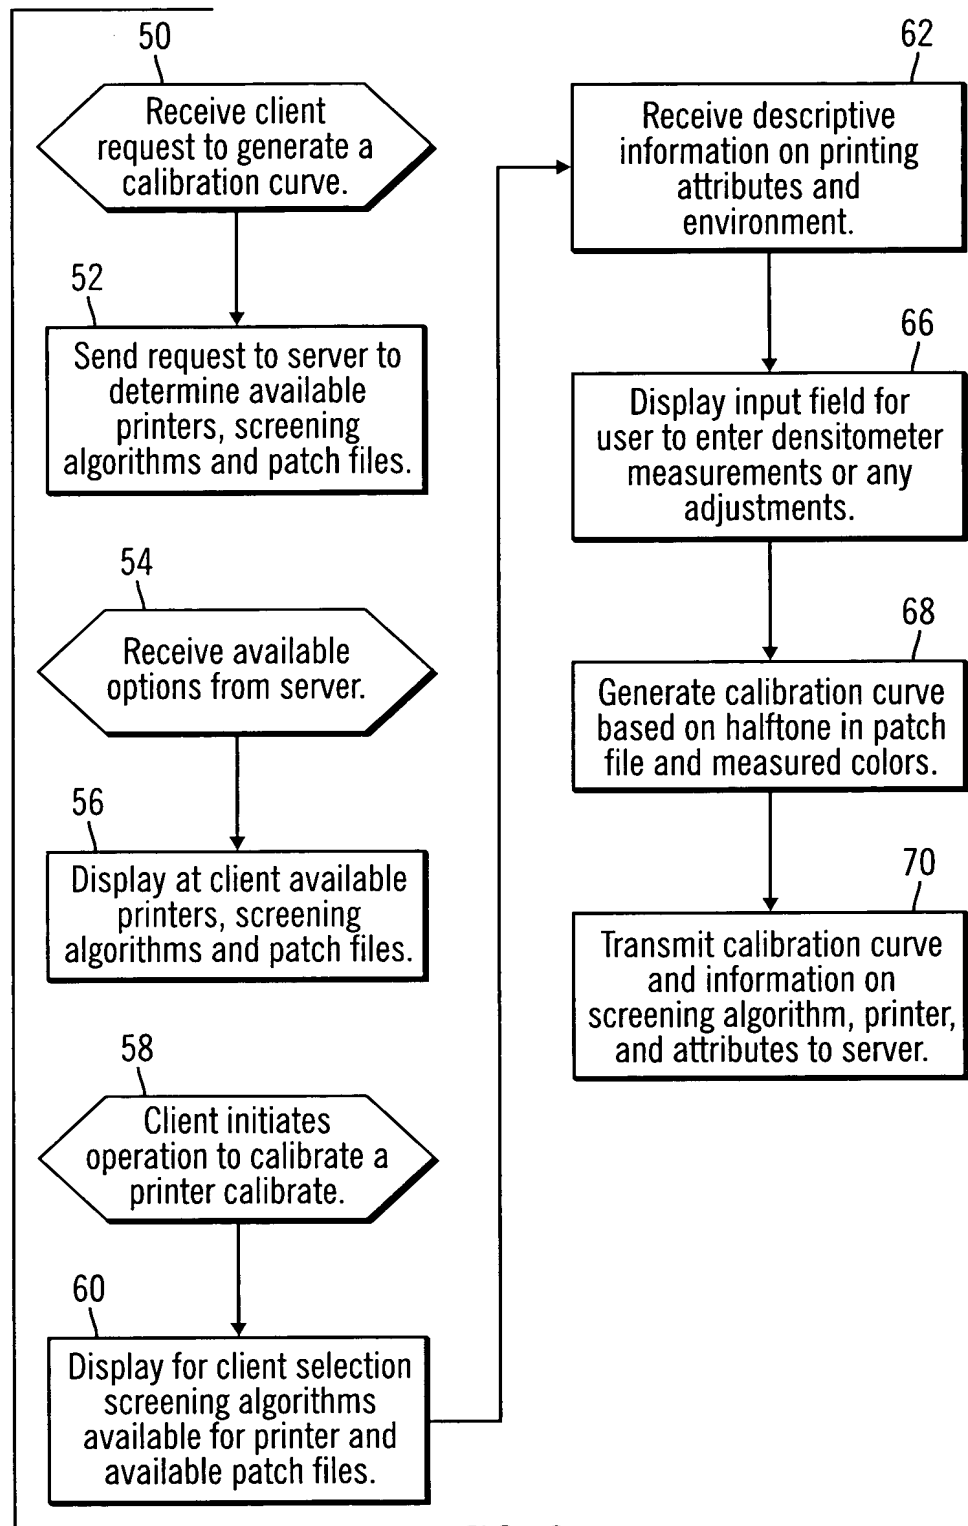 50
Receive client
request to generate a
calibration curve.
52
Send request to server to
determine available
printers, screening
algorithms and patch files.
54
Receive available
options from server.
56
Display at client available
printers, screening
algorithms and patch files.
58
Client initiates
operation to calibrate a
printer calibrate.
60
Display for client selection
screening algorithms
available for printer and
available patch files.
62
Receive descriptive
information on printing
attributes and
environment.
66
Display input field for
user to enter densitometer
measurements or any
adjustments.
68
Generate calibration curve
based on halftone in patch
file and measured colors.
70
Transmit calibration curve
and information on
screening algorithm, printer,
and attributes to server.